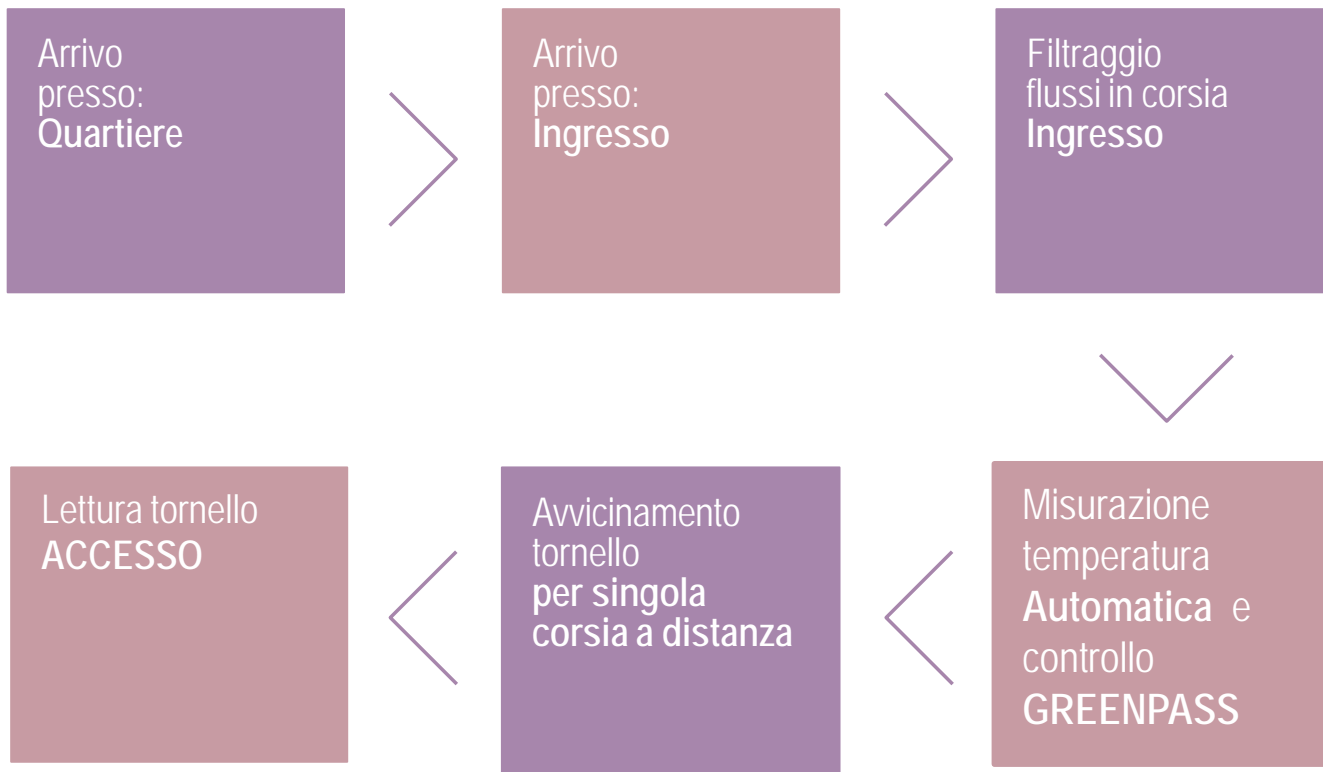 Arrivo
presso:
Quartiere
Arrivo
presso:
Ingresso
Filtraggio
flussi in corsia
Ingresso
Misurazione
temperatura
Automatica e
controllo
GREENPASS
Avvicinamento
tornello
per singola
corsia a distanza
Lettura tornello
ACCESSO